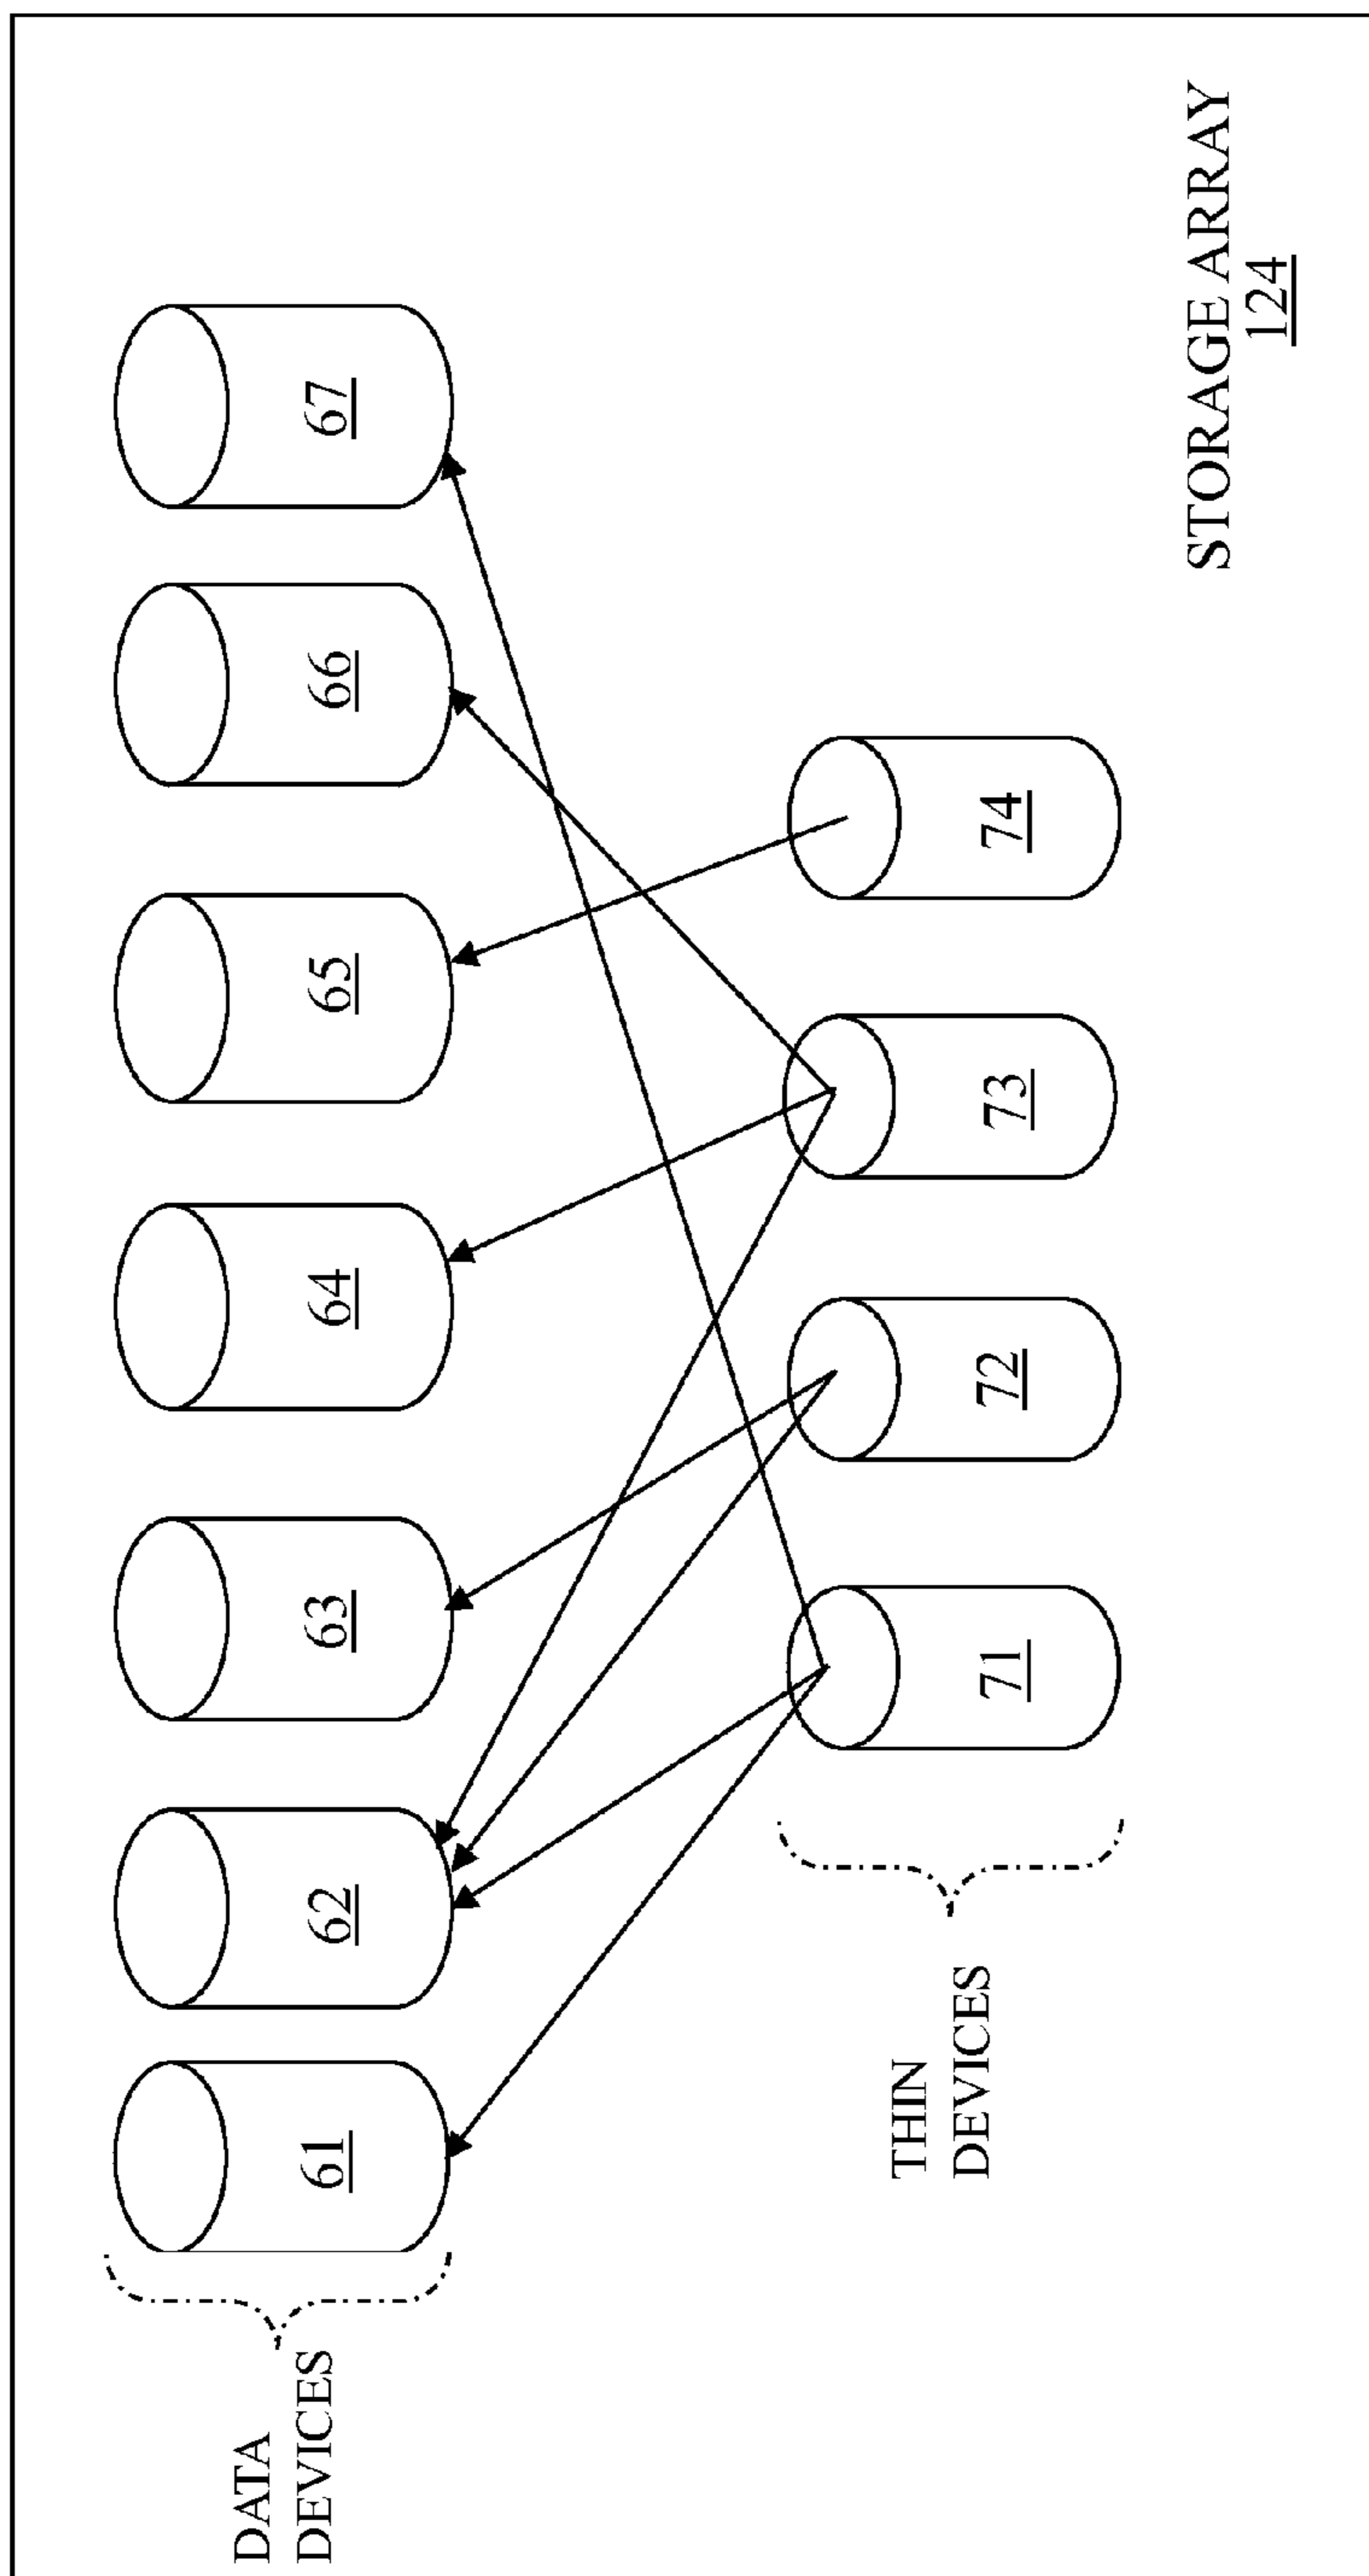 DATA
DEVICES
61
62
63
64
65
66
67
THIN
DEVICES
71
72
73
74
STORAGE ARRAY
124